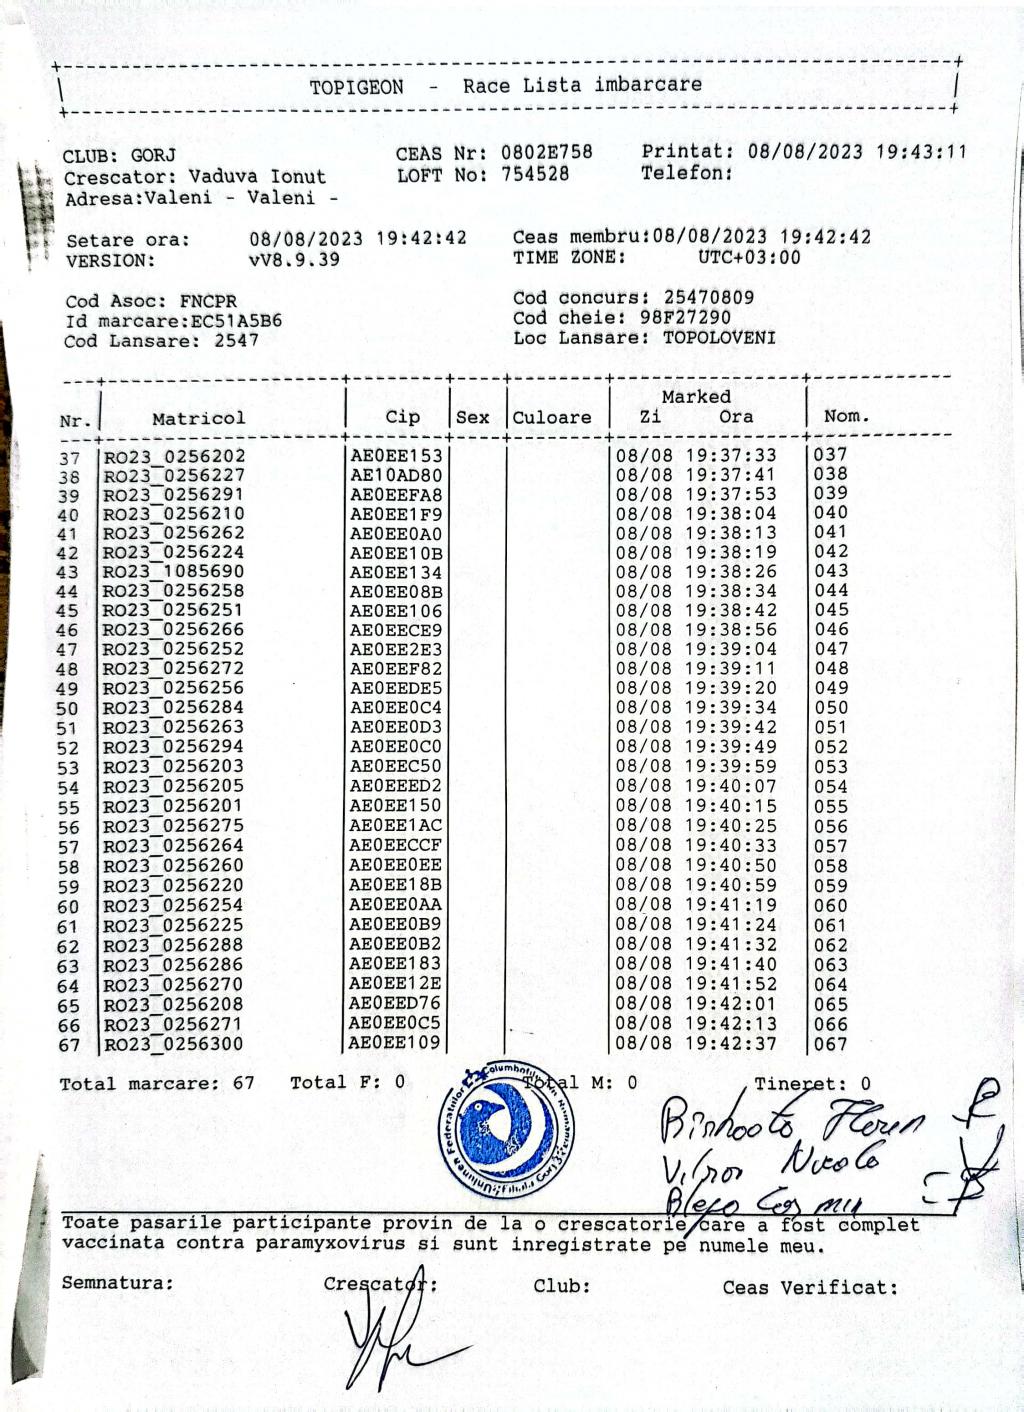 TOPIGEON - Race Lista imbarcare
CLUB: GORJ CEAS Nr: 0802E758 Printat: 08/08/2023 19:43:11
Crescator: Vaduva Ionut LOFT No: 754528 Telefon:
Adresa:Valeni - Valeni -
Setare ora: 08/08/2023 19:42:42 Ceas membru:08/08/2023 19:42:42
VERSION: vV8.9.39 TIME ZONE: UTC+03:00
Cod Asoc: FNCPR Cod concurs: 25470809
Id marcare:EC51A5B6 Cod cheie: 98F27290
Cod Lansare: 2547 Loc Lansare: TOPOLOVENI
Marked
Nr. Matricol Cip Sex Culoare Zi Ora Nom.
37 RO23_0256202 AE0EE153 08/08 19:37:33 037
38 RO23_0256227 AE10AD80 08/08 19:37:41 038
39 RO23_0256291 AE0EEFA8 08/08 19:37:53 039
40 RO23_0256210 AE0EE1F9 08/08 19:38:04 040
41 RO23_0256262 AE0EE0A0 08/08 19:38:13 041
42 RO23_0256224 AE0EE10B 08/08 19:38:19 042
43 RO23_1085690 AE0EE134 08/08 19:38:26 043
44 RO23_0256258 AE0EE08B 08/08 19:38:34 044
45 RO23_0256251 AE0EE106 08/08 19:38:42 045
46 RO23_0256266 AE0EECE9 08/08 19:38:56 046
47 RO23_0256252 AE0EE2E3 08/08 19:39:04 047
48 RO23_0256272 AE0EEF82 08/08 19:39:11 048
49 RO23_0256256 AE0EEDE5 08/08 19:39:20 049
50 RO23_0256284 AE0EE0C4 08/08 19:39:34 050
51 RO23_0256263 AE0EE0D3 08/08 19:39:42 051
52 RO23_0256294 AE0EE0C0 08/08 19:39:49 052
53 RO23_0256203 AE0EEC50 08/08 19:39:59 053
54 RO23_0256205 AE0EEED2 08/08 19:40:07 054
55 RO23_0256201 AE0EE150 08/08 19:40:15 055
56 RO23_0256275 AE0EE1AC 08/08 19:40:25 056
57 RO23_0256264 AE0EECCF 08/08 19:40:33 057
58 RO23_0256260 AE0EE0EE 08/08 19:40:50 058
59 RO23_0256220 AE0EE18B 08/08 19:40:59 059
60 RO23_0256254 AE0EE0AA 08/08 19:41:19 060
61 RO23_0256225 AE0EE0B9 08/08 19:41:24 061
62 RO23_0256288 AE0EE0B2 08/08 19:41:32 062
63 RO23_0256286 AE0EE183 08/08 19:41:40 063
64 RO23_0256270 AE0EE12E 08/08 19:41:52 064
65 RO23_0256208 AE0EED76 08/08 19:42:01 065
66 RO23_0256271 AE0EE0C5 08/08 19:42:13 066
67 RO23_0256300 AE0EE109 08/08 19:42:37 067
Total marcare: 67 Total F: 0 Total M: 0 Tineret: 0
Toate pasarile participante provin de la o crescatorie care a fost complet
vaccinata contra paramyxovirus si sunt inregistrate pe numele meu.
Semnatura: Crescator: Club: Ceas Verificat: